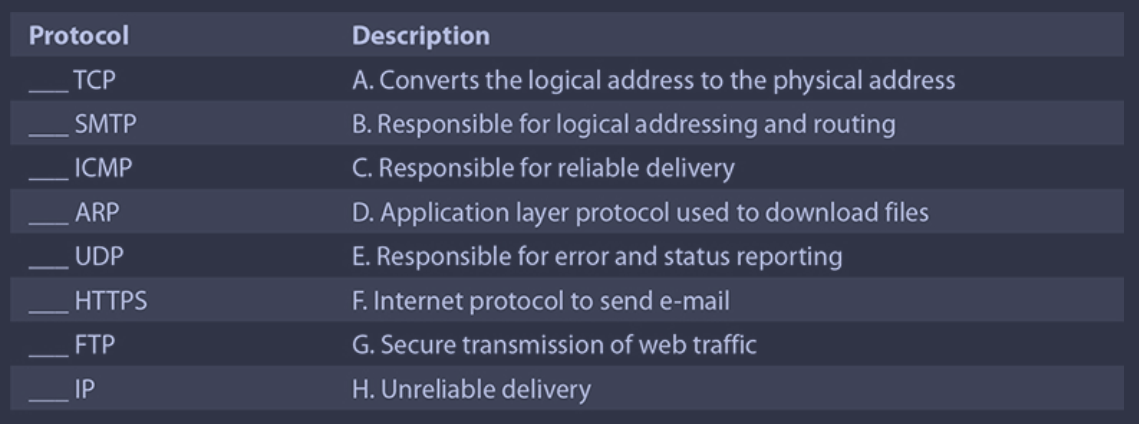 Protocol Description
___ TCP A. Converts the logical address to the physical address
___ SMTP B. Responsible for logical addressing and routing
___ ICMP C. Responsible for reliable delivery
___ ARP D. Application layer protocol used to download files
___ UDP E. Responsible for error and status reporting
___ HTTPS F. Internet protocol to send e-mail
___ FTP G. Secure transmission of web traffic
___ IP H. Unreliable delivery